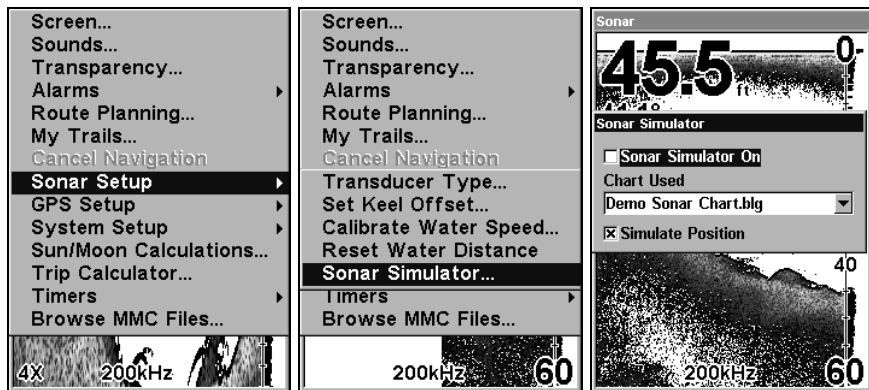 Screen...
Sounds...
Transparency...
Alarms
Route Planning...
My Trails...
Cancel Navigation
Sonar Setup
GPS Setup
System Setup
Sun/Moon Calculations...
Trip Calculator...
Timers
Browse MMC Files...
4X 200kHz
Screen...
Sounds...
Transparency...
Alarms
Route Planning...
My Trails...
Cancel Navigation
Transducer Type...
Set Keel Offset...
Calibrate Water Speed...
Reset Water Distance
Sonar Simulator...
Timers
Browse MMC Files...
200kHz 60
Sonar
45.5 ft 0
Sonar Simulator
Sonar Simulator On
Chart Used
Demo Sonar Chart.blg
Simulate Position
40
200kHz 60